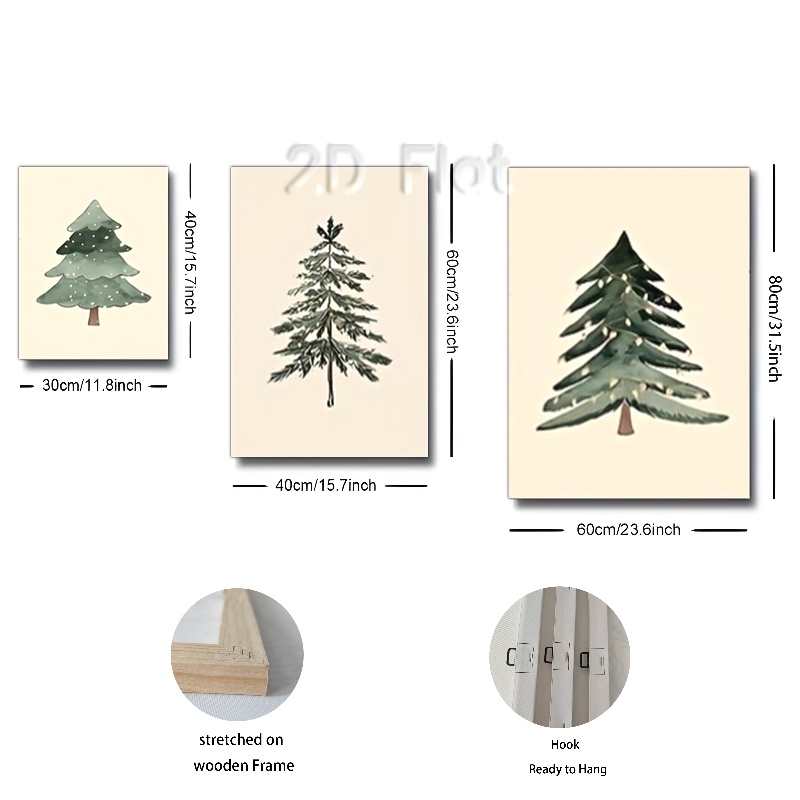 2D Flat
40cm/15.7inch
30cm/11.8inch
60cm/23.6inch
40cm/15.7inch
80cm/31.5inch
60cm/23.6inch
stretched on
wooden Frame
Hook
Ready to Hang